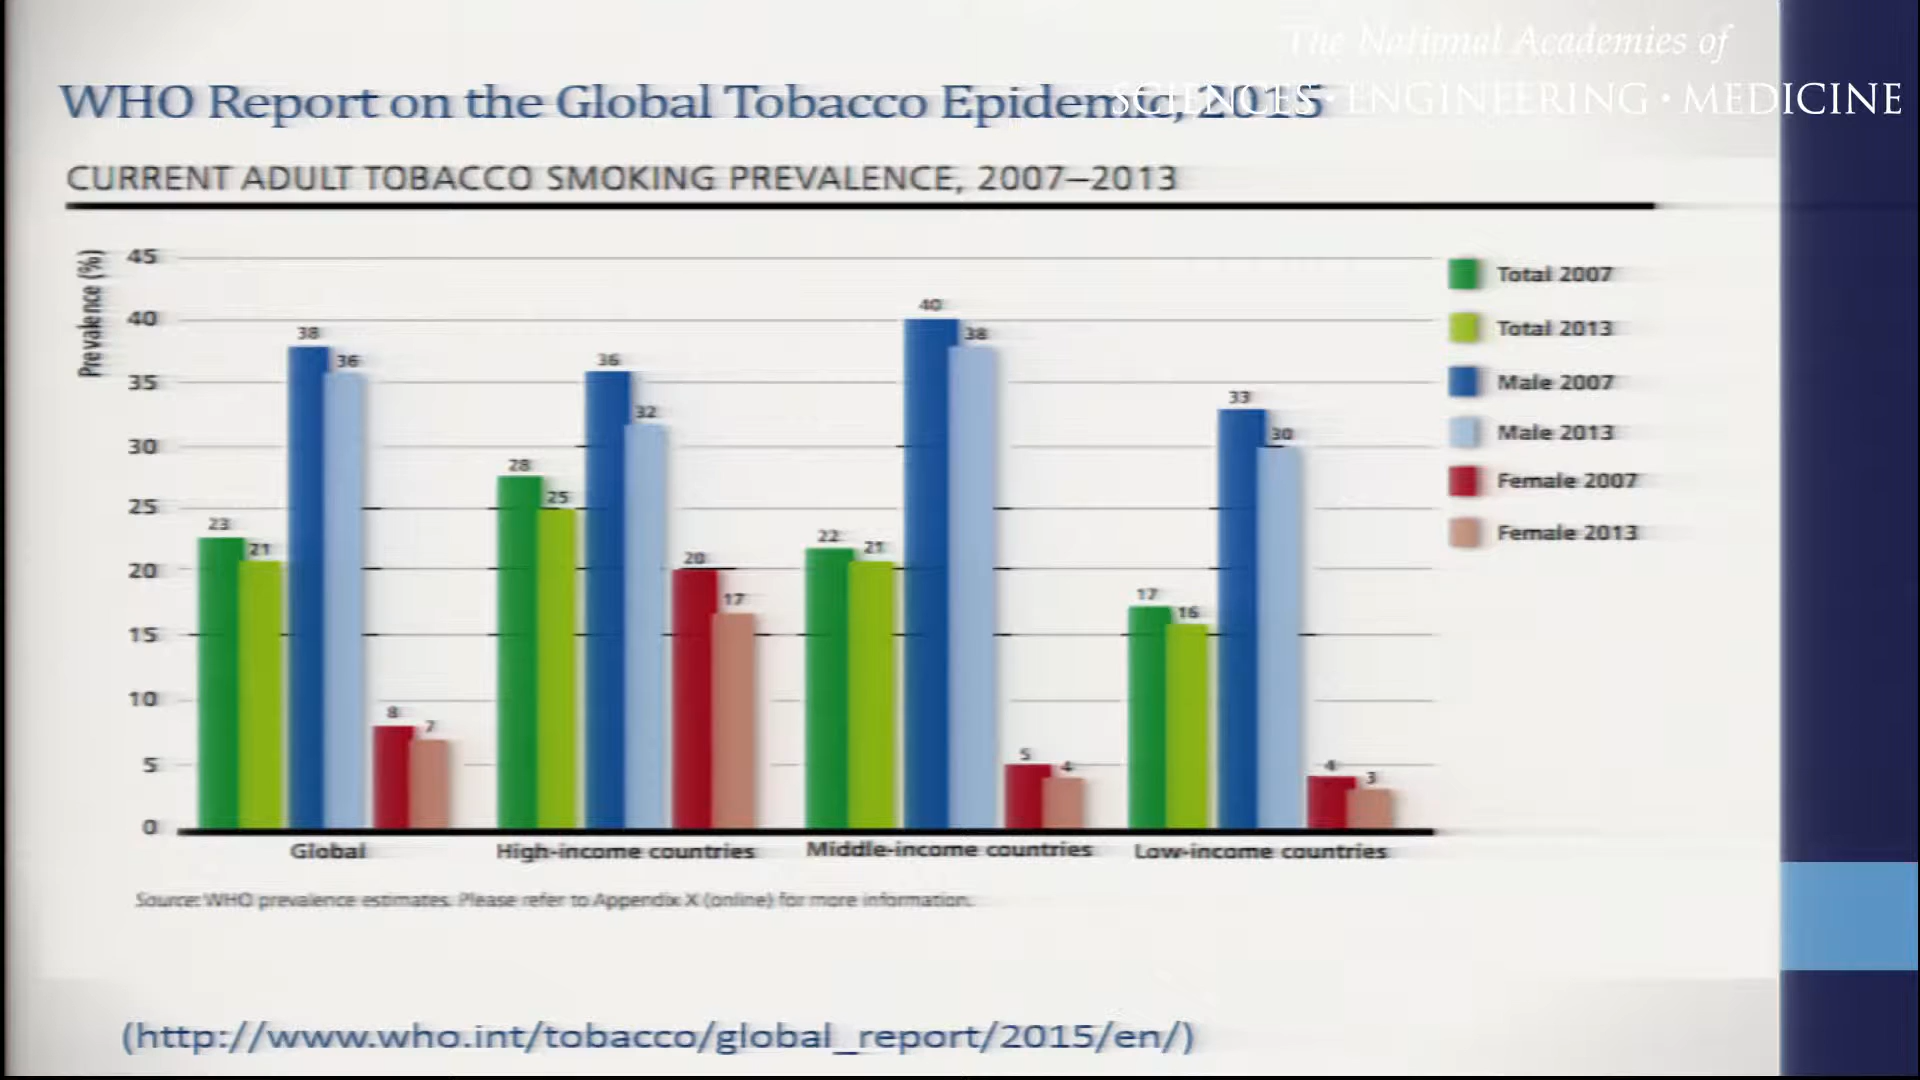 The National Academies of
SCIENCES · ENGINEERING · MEDICINE
WHO Report on the Global Tobacco Epidemic, 2015
CURRENT ADULT TOBACCO SMOKING PREVALENCE, 2007–2013
Prevalence (%)
45
40
35
30
25
20
15
10
5
0
23
21
38
36
8
7
28
25
36
32
20
17
22
21
40
38
5
4
17
16
33
30
4
3
Global
High-income countries
Middle-income countries
Low-income countries
Total 2007
Total 2013
Male 2007
Male 2013
Female 2007
Female 2013
Source: WHO prevalence estimates. Please refer to Appendix X (online) for more information.
(http://www.who.int/tobacco/global_report/2015/en/)